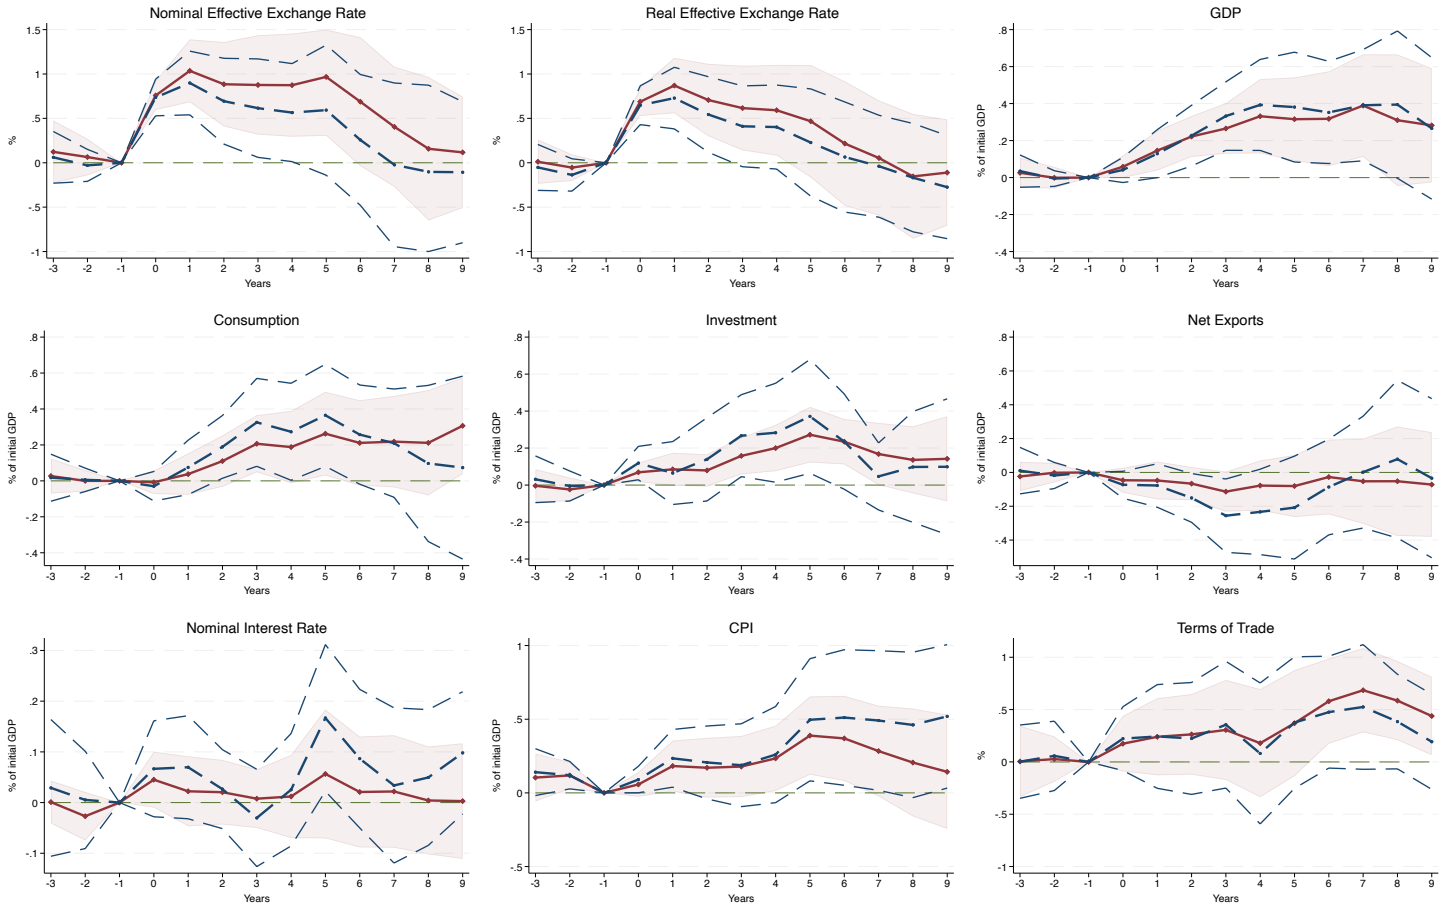 Nominal Effective Exchange Rate
%
1.5
1
.5
0
-.5
-1
-3 -2 -1 0 1 2 3 4 5 6 7 8 9
Years
Real Effective Exchange Rate
%
1.5
1
.5
0
-.5
-1
-3 -2 -1 0 1 2 3 4 5 6 7 8 9
Years
GDP
% of initial GDP
.8
.6
.4
.2
0
-.2
-.4
-3 -2 -1 0 1 2 3 4 5 6 7 8 9
Years
Consumption
% of initial GDP
.8
.6
.4
.2
0
-.2
-.4
-3 -2 -1 0 1 2 3 4 5 6 7 8 9
Years
Investment
% of initial GDP
.8
.6
.4
.2
0
-.2
-.4
-3 -2 -1 0 1 2 3 4 5 6 7 8 9
Years
Net Exports
% of initial GDP
.8
.6
.4
.2
0
-.2
-.4
-3 -2 -1 0 1 2 3 4 5 6 7 8 9
Years
Nominal Interest Rate
% of initial GDP
.3
.2
.1
0
-.1
-3 -2 -1 0 1 2 3 4 5 6 7 8 9
Years
CPI
% of initial GDP
1
.5
0
-.5
-3 -2 -1 0 1 2 3 4 5 6 7 8 9
Years
Terms of Trade
%
1
.5
0
-.5
-1
-3 -2 -1 0 1 2 3 4 5 6 7 8 9
Years